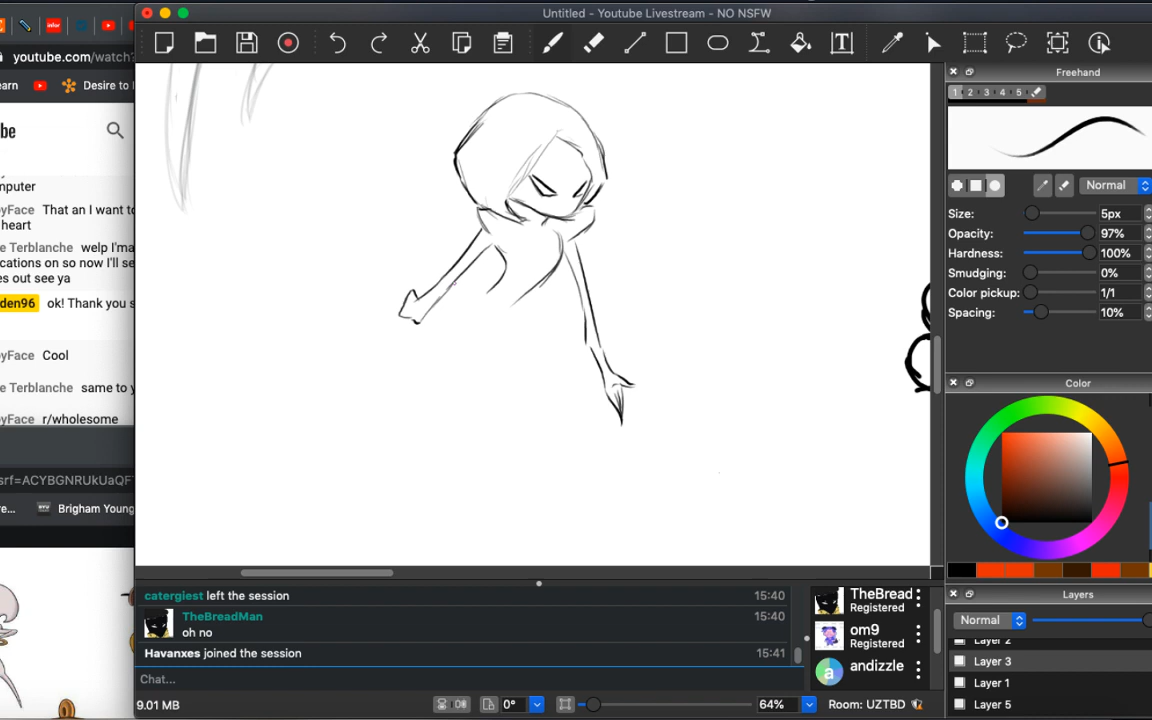 Untitled - Youtube Livestream - NO NSFW
youtube.com/watch?
earn
Desire to
be
mputer
yFace That an I want to
heart
e Terblanche welp I'ma
cations on so now I'll se
es out see ya
den96 ok! Thank you s
yFace Cool
e Terblanche same to y
yFace r/wholesome
srf=ACYBGNRUkUaQF
re...
BYU
Brigham Young
Freehand
1 2 3 4 5
Normal
Size: 5px
Opacity: 97%
Hardness: 100%
Smudging: 0%
Color pickup: 1/1
Spacing: 10%
Color
Layers
Normal
Layer 2
Layer 3
Layer 1
Layer 5
catergiest left the session 15:40
TheBreadMan 15:40
oh no
Havanxes joined the session 15:41
Chat...
TheBread
Registered
om9
Registered
a
andizzle
9.01 MB
0°
64%
Room: UZTBD